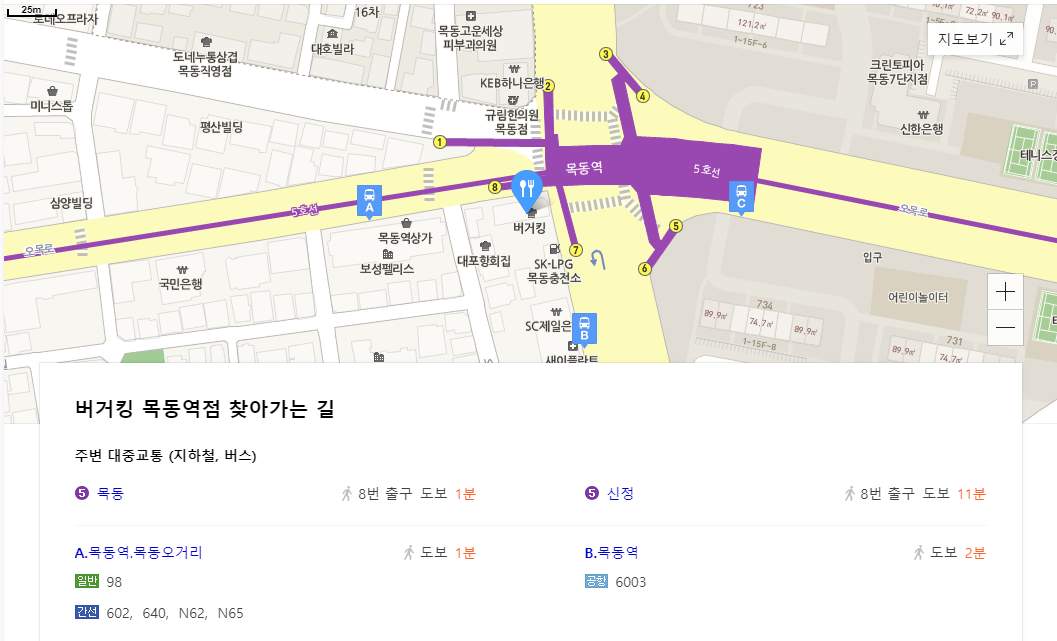 25m
도네오프라자
16차
대호빌라
목동고운세상
피부과의원
723
72.2㎡ 90.1㎡
121.2㎡
1-15F-6
지도보기
도네누통삼겹
목동직영점
KEB하나은행
2
3
4
크린토피아
목동7단지점
P
미니스톱
규림한의원
목동점
평산빌딩
신한은행
1
테니스장
목동역
5호선
8
A
C
삼양빌딩
5호선
버거킹
오목로
목동역상가
5
오목로
보성펠리스
대포항회집
SK-LPG
목동충전소
7
6
입구
국민은행
어린이놀이터
SC제일은
B
734
89.9㎡
74.7㎡
89.9㎡
1-15F-8
731
89.9㎡
74.7㎡
새이플란트
버거킹 목동역점 찾아가는 길
주변 대중교통 (지하철, 버스)
5 목동 8번 출구 도보 1분
5 신정 8번 출구 도보 11분
A.목동역.목동오거리 도보 1분
B.목동역 도보 2분
일반 98
공항 6003
간선 602, 640, N62, N65